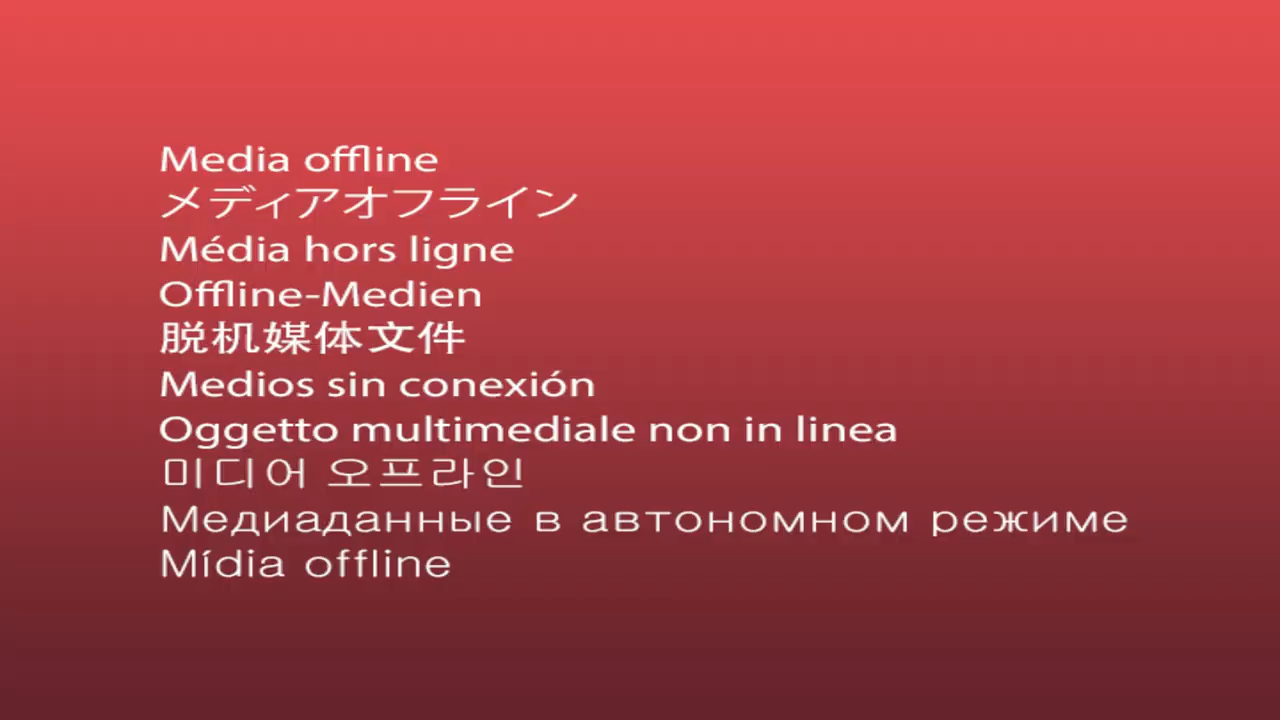 Media offline
メディアオフライン
Média hors ligne
Offline-Medien
脱机媒体文件
Medios sin conexión
Oggetto multimediale non in linea
미디어 오프라인
Медиаданные в автономном режиме
Mídia offline